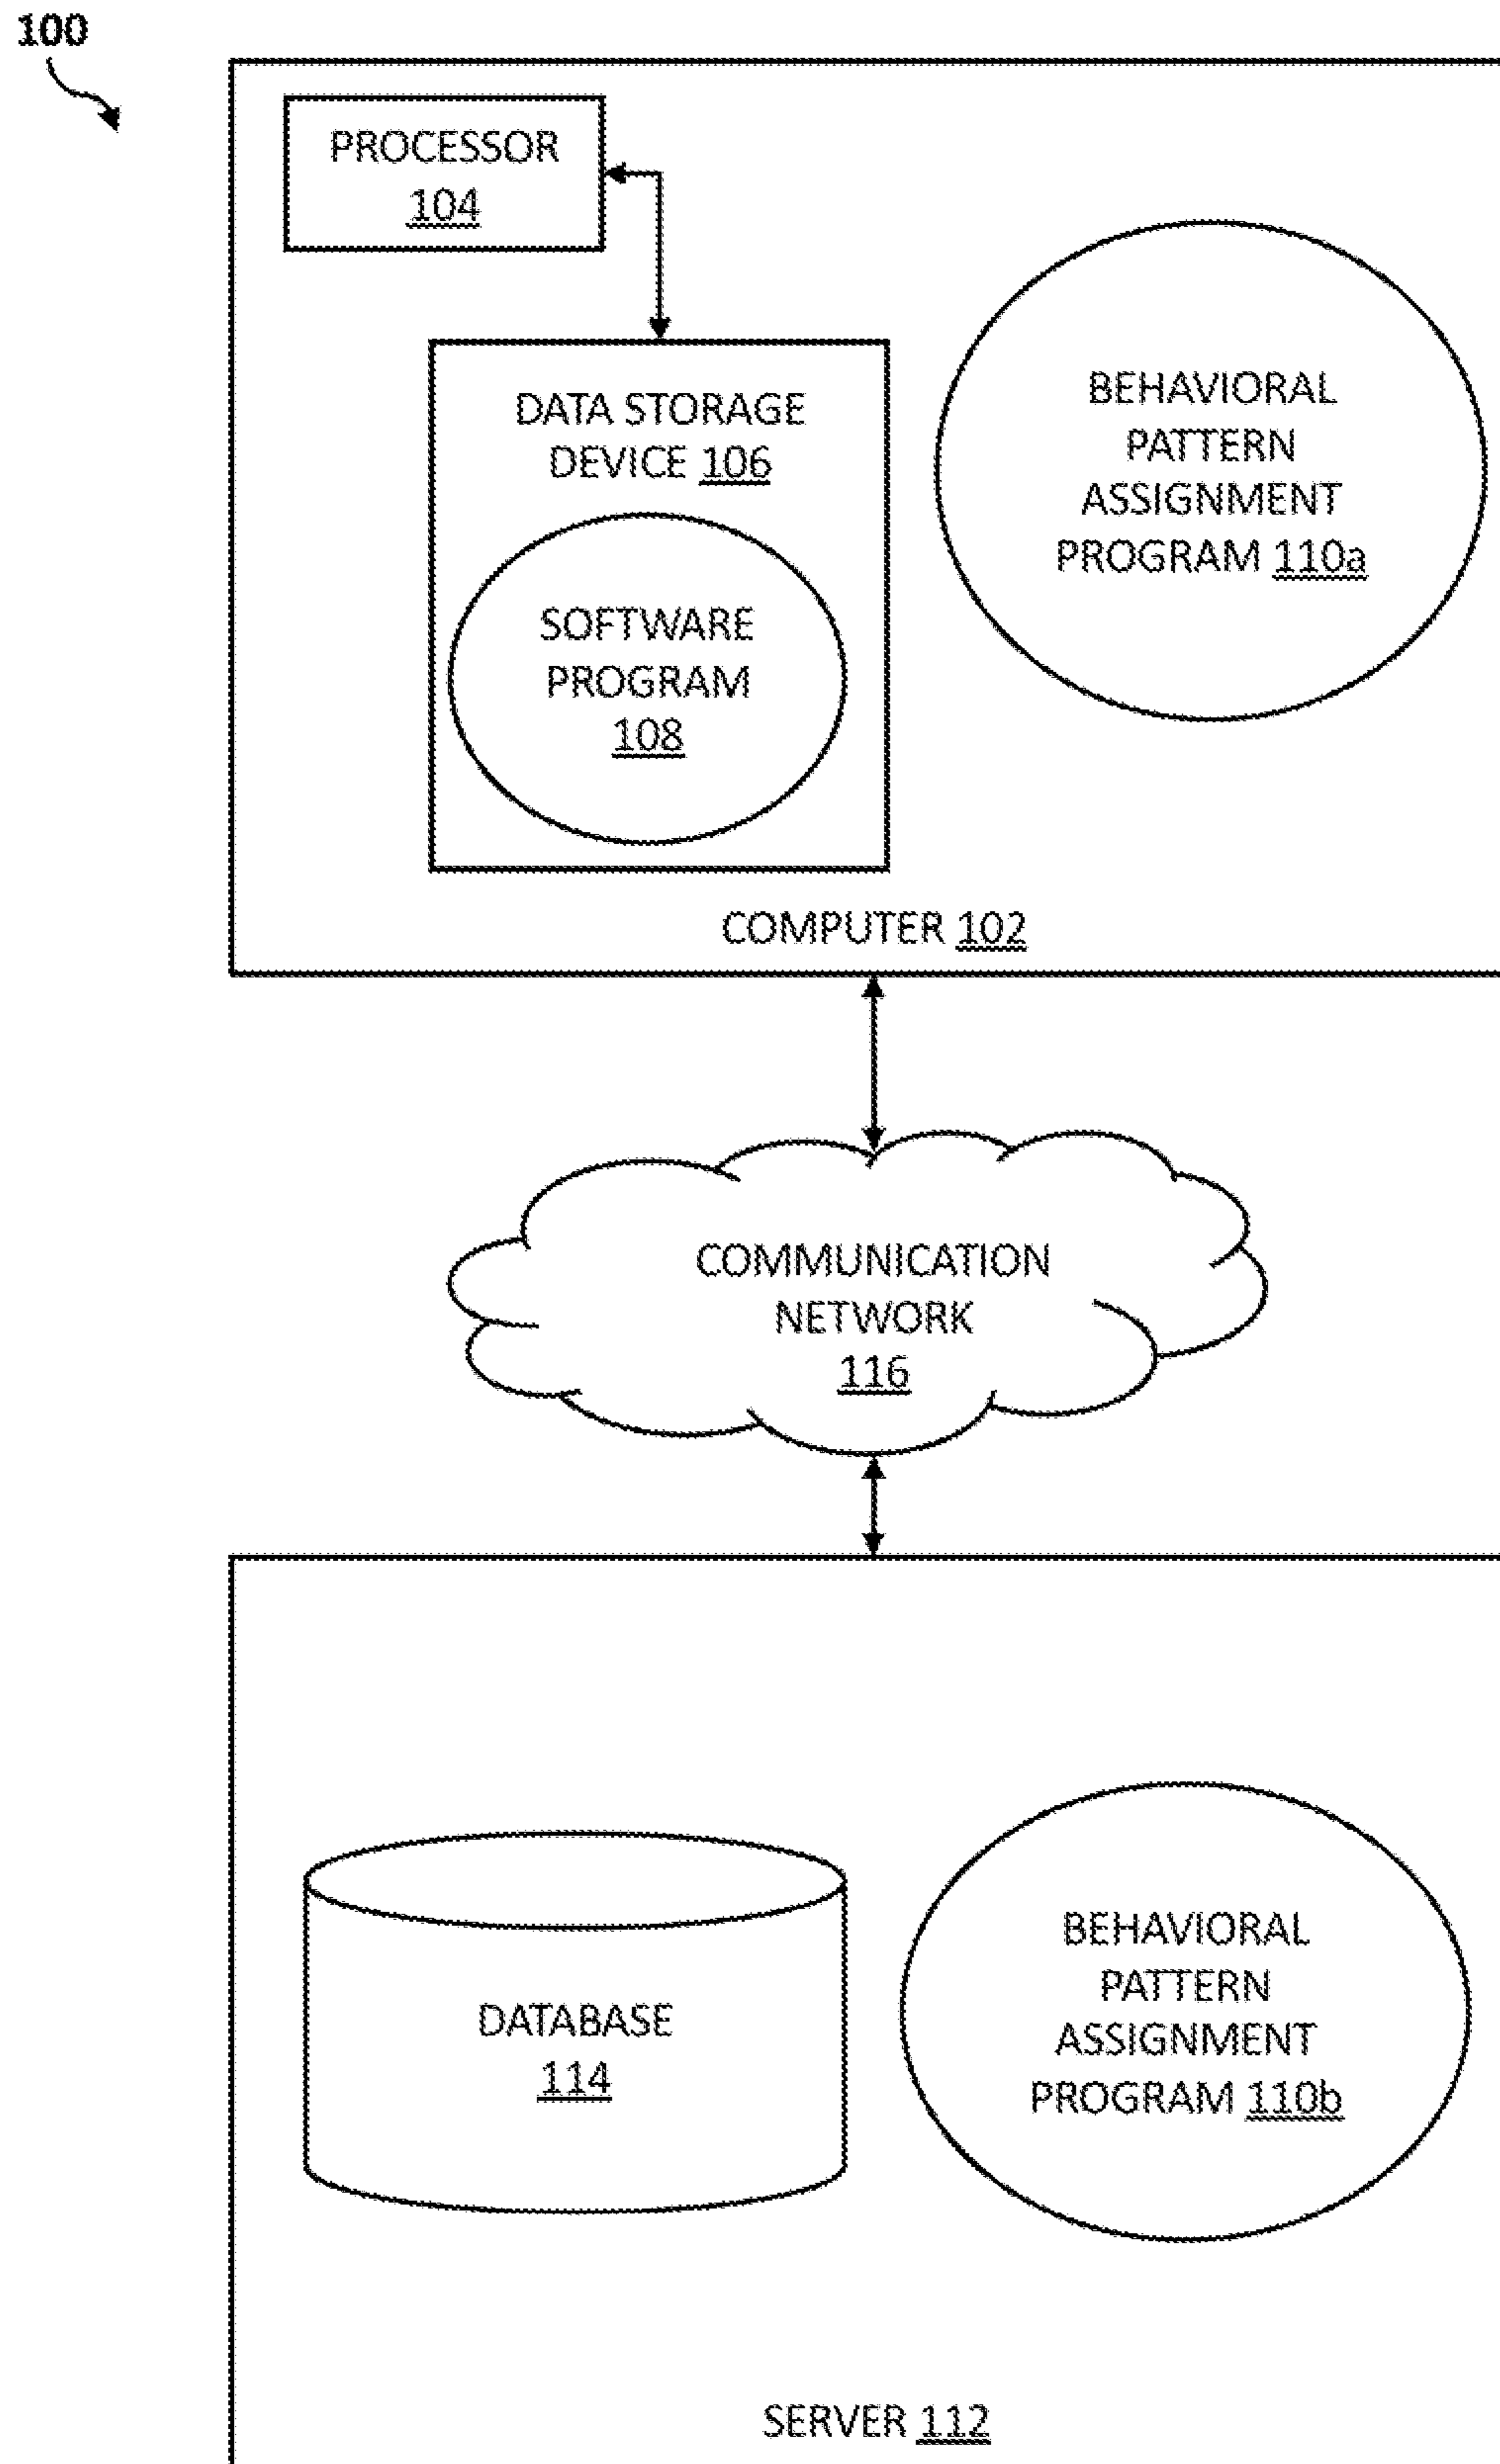 100
PROCESSOR
104
DATA STORAGE
DEVICE 106
SOFTWARE
PROGRAM
108
BEHAVIORAL
PATTERN
ASSIGNMENT
PROGRAM 110a
COMPUTER 102
COMMUNICATION
NETWORK
116
DATABASE
114
BEHAVIORAL
PATTERN
ASSIGNMENT
PROGRAM 110b
SERVER 112